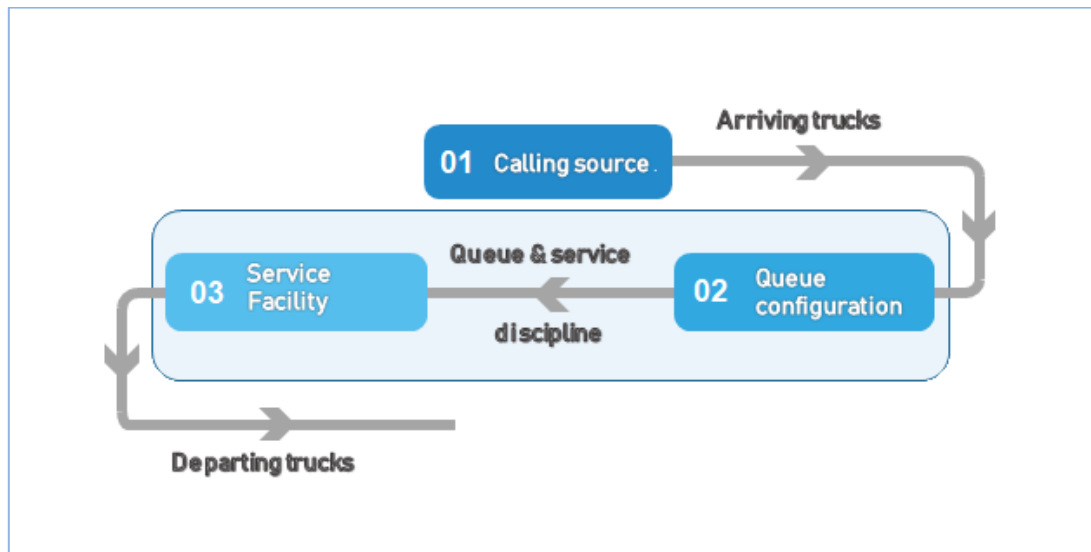 Arriving trucks
01 Calling source.
Queue & service
03 Service
Facility
02 Queue
configuration
discipline
Departing trucks